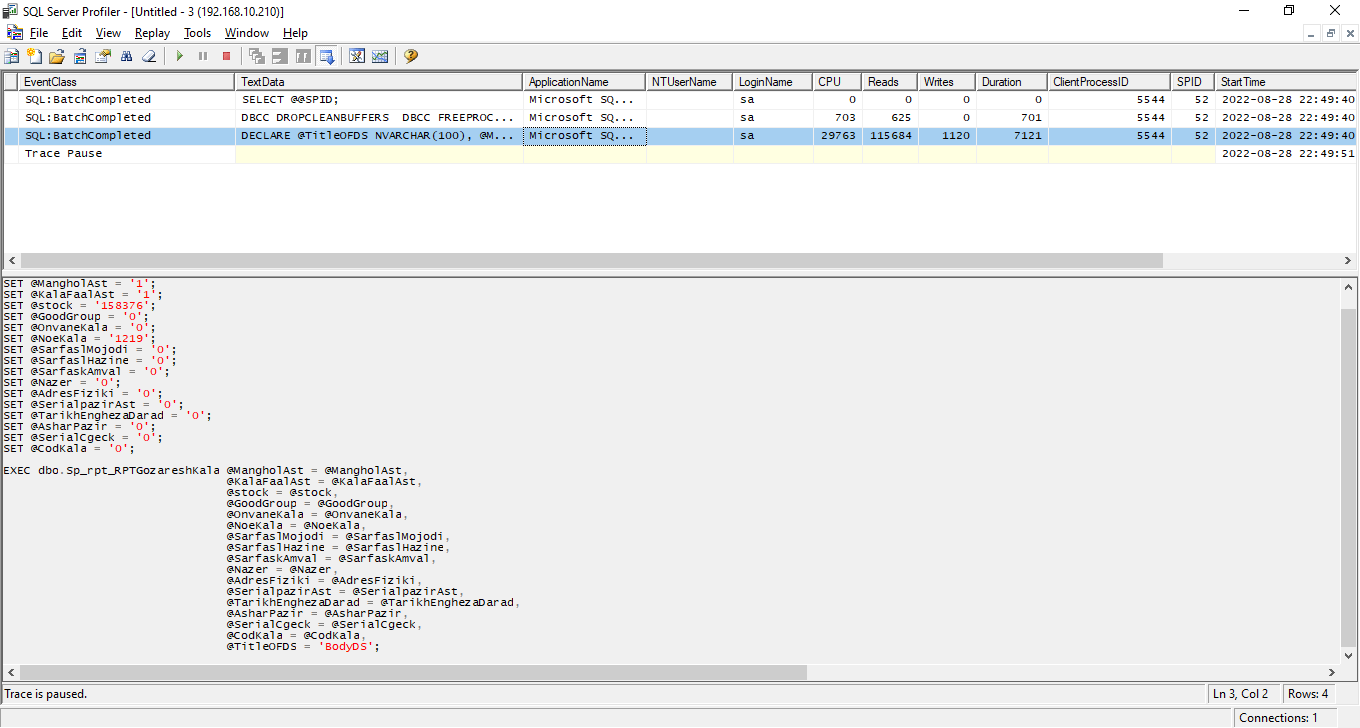 SQL Server Profiler - [Untitled - 3 (192.168.10.210)]
File Edit View Replay Tools Window Help
EventClass TextData ApplicationName NTUserName LoginName CPU Reads Writes Duration ClientProcessID SPID StartTime
SQL:BatchCompleted SELECT @@SPID; Microsoft SQ... sa 0 0 0 0 5544 52 2022-08-28 22:49:40
SQL:BatchCompleted DBCC DROPCLEANBUFFERS DBCC FREEPROC... Microsoft SQ... sa 703 625 0 701 5544 52 2022-08-28 22:49:40
SQL:BatchCompleted DECLARE @TitleOFDS NVARCHAR(100), @M... Microsoft SQ... sa 29763 115684 1120 7121 5544 52 2022-08-28 22:49:40
Trace Pause 2022-08-28 22:49:51
SET @MangholAst = '1';
SET @KalaFaalAst = '1';
SET @stock = '158376';
SET @GoodGroup = '0';
SET @OnvaneKala = '0';
SET @NoeKala = '1219';
SET @SarfaslMojodi = '0';
SET @SarfaslHazine = '0';
SET @SarfaskAmval = '0';
SET @Nazer = '0';
SET @AdresFiziki = '0';
SET @SerialpazirAst = '0';
SET @TarikhEnghezaDarad = '0';
SET @AsharPazir = '0';
SET @SerialCgeck = '0';
SET @CodKala = '0';
EXEC dbo.Sp_rpt_RPTGozareshKala @MangholAst = @MangholAst,
@KalaFaalAst = @KalaFaalAst,
@stock = @stock,
@GoodGroup = @GoodGroup,
@OnvaneKala = @OnvaneKala,
@NoeKala = @NoeKala,
@SarfaslMojodi = @SarfaslMojodi,
@SarfaslHazine = @SarfaslHazine,
@SarfaskAmval = @SarfaskAmval,
@Nazer = @Nazer,
@AdresFiziki = @AdresFiziki,
@SerialpazirAst = @SerialpazirAst,
@TarikhEnghezaDarad = @TarikhEnghezaDarad,
@AsharPazir = @AsharPazir,
@SerialCgeck = @SerialCgeck,
@CodKala = @CodKala,
@TitleOFDS = 'BodyDS';
Trace is paused. Ln 3, Col 2 Rows: 4
Connections: 1